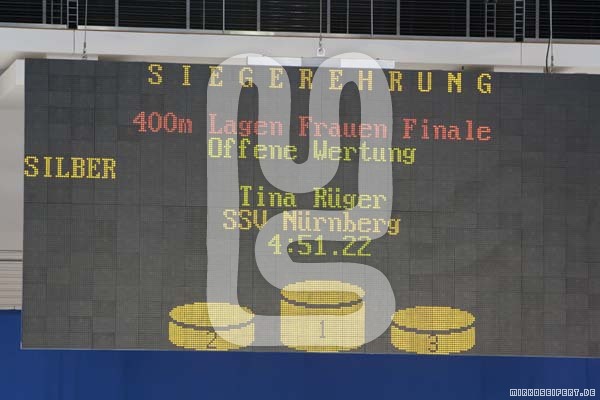 SIEGEREHRUNG
400m Lagen Frauen Finale
Offene Wertung
SILBER
Tina Rüger
SSV Nürnberg
4:51.22
2 1 3
MIRKOSEIFERT.DE